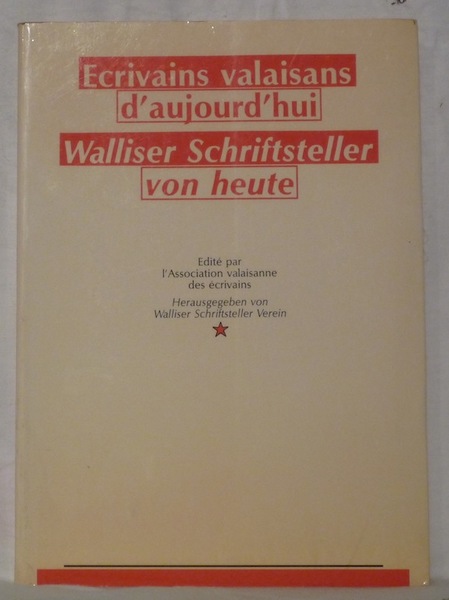 Ecrivains valaisans
d'aujourd'hui
Walliser Schriftsteller
von heute
Edité par
l'Association valaisanne
des écrivains
Herausgegeben von
Walliser Schriftsteller Verein